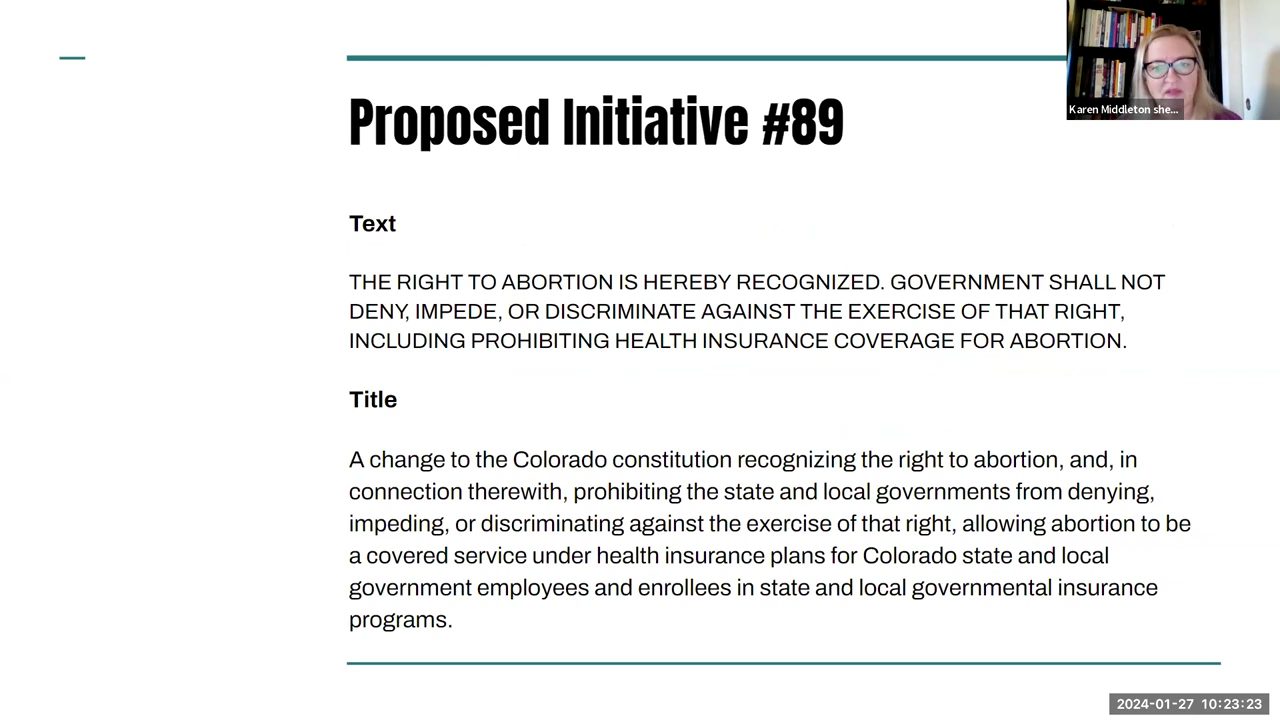 Karen Middleton she...
Proposed Initiative #89
Text
THE RIGHT TO ABORTION IS HEREBY RECOGNIZED. GOVERNMENT SHALL NOT
DENY, IMPEDE, OR DISCRIMINATE AGAINST THE EXERCISE OF THAT RIGHT,
INCLUDING PROHIBITING HEALTH INSURANCE COVERAGE FOR ABORTION.
Title
A change to the Colorado constitution recognizing the right to abortion, and, in
connection therewith, prohibiting the state and local governments from denying,
impeding, or discriminating against the exercise of that right, allowing abortion to be
a covered service under health insurance plans for Colorado state and local
government employees and enrollees in state and local governmental insurance
programs.
2024-01-27 10:23:23